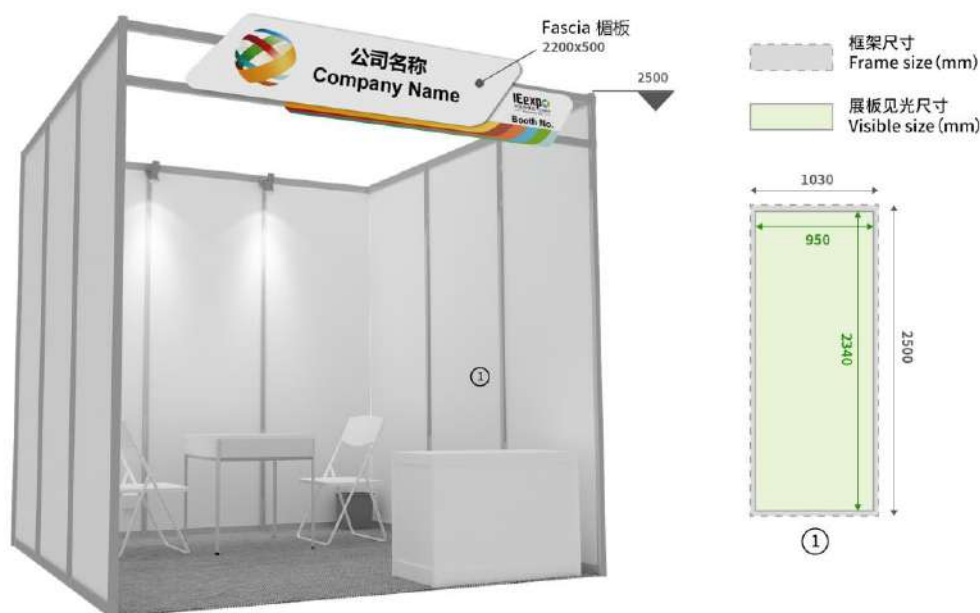 公司名称
Company Name
IEexpo
Booth No.
Fascia 楣板
2200x500
2500
框架尺寸
Frame size (mm)
展板见光尺寸
Visible size (mm)
1030
950
2340
2500
①
①